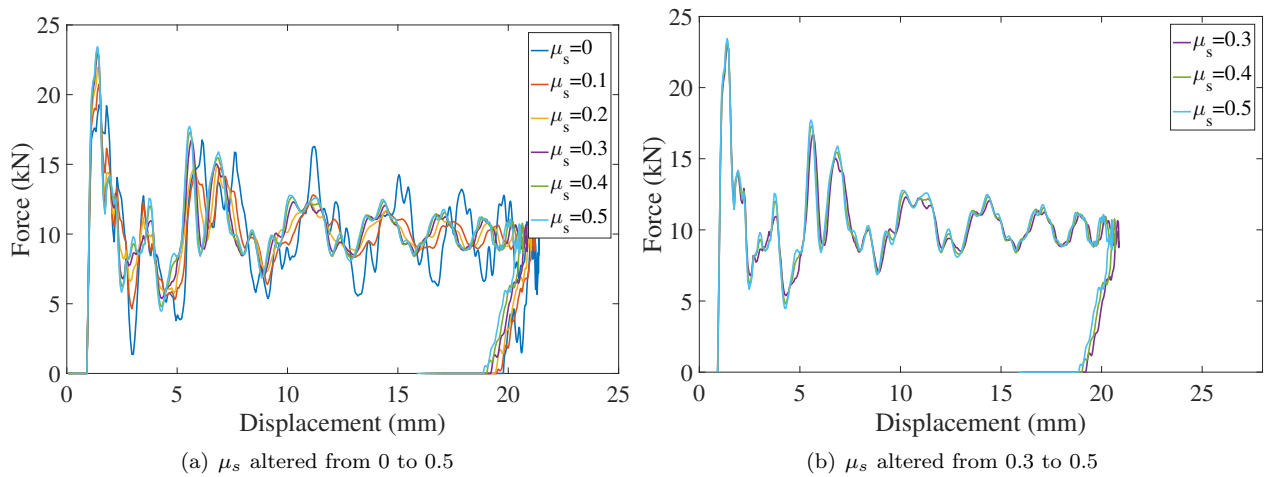 25
20
15
10
5
0
Force (kN)
0 5 10 15 20 25
Displacement (mm)
μs=0
μs=0.1
μs=0.2
μs=0.3
μs=0.4
μs=0.5
(a) μs altered from 0 to 0.5
25
20
15
10
5
0
Force (kN)
0 5 10 15 20 25
Displacement (mm)
μs=0.3
μs=0.4
μs=0.5
(b) μs altered from 0.3 to 0.5